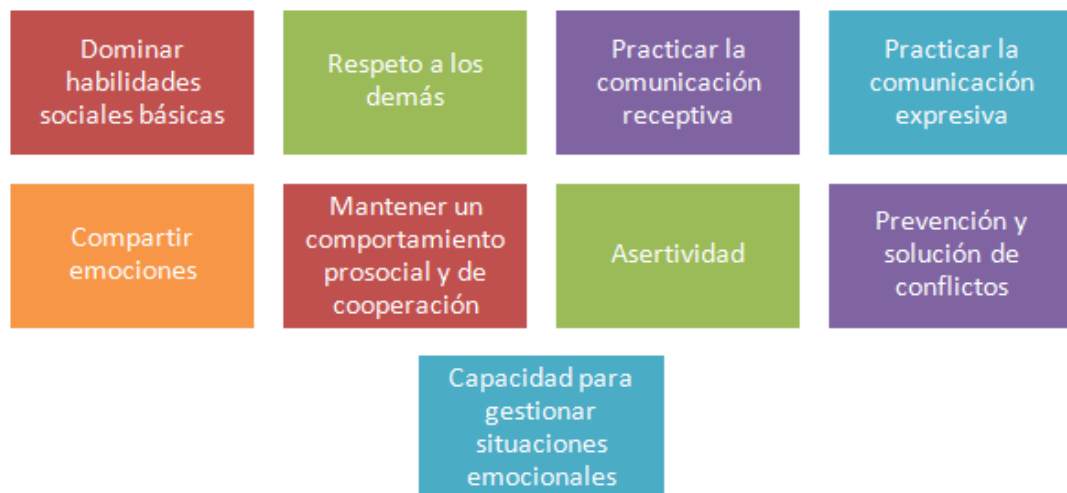 Dominar
habilidades
sociales básicas
Respeto a los
demás
Practicar la
comunicación
receptiva
Practicar la
comunicación
expresiva
Compartir
emociones
Mantener un
comportamiento
prosocial y de
cooperación
Asertividad
Prevención y
solución de
conflictos
Capacidad para
gestionar
situaciones
emocionales